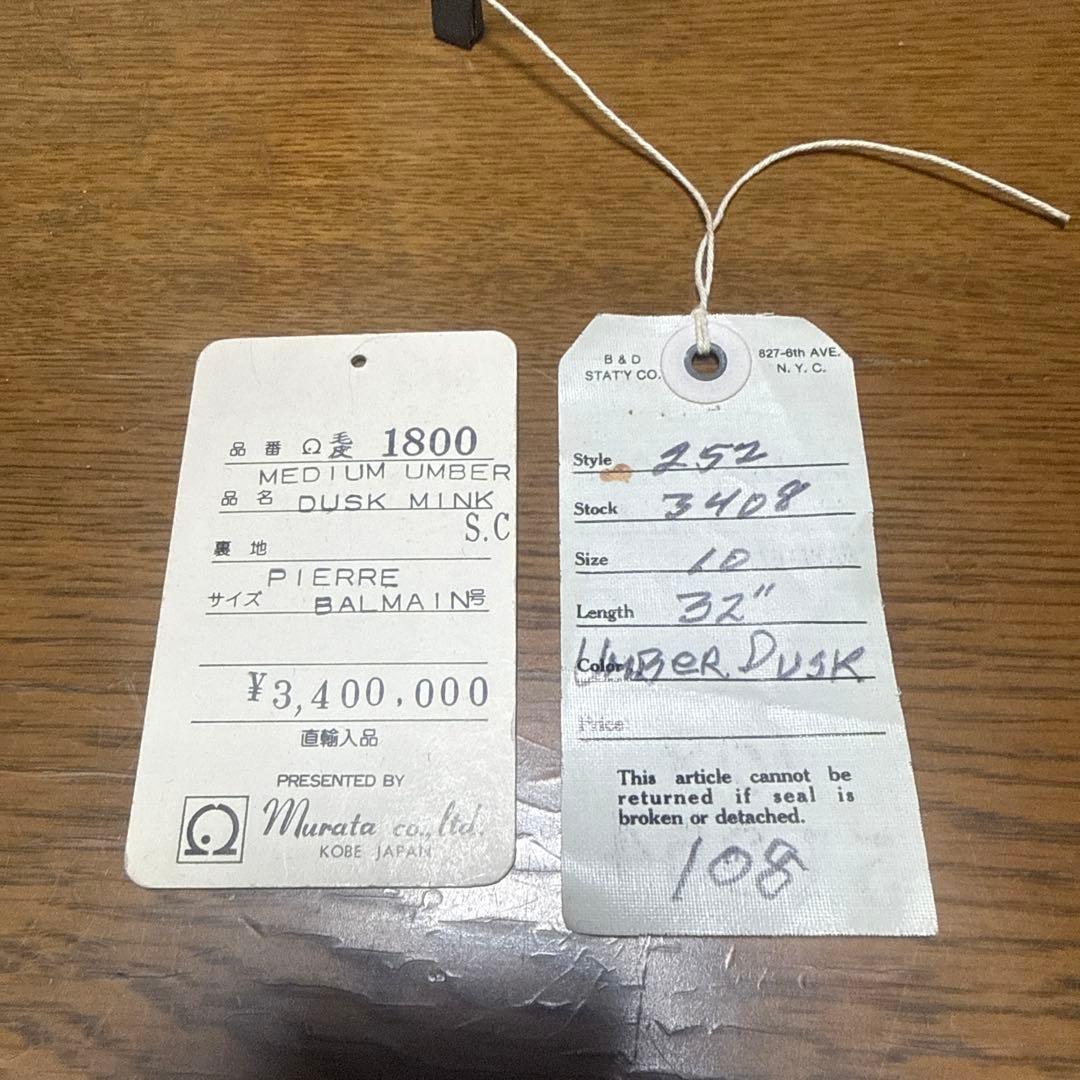 品番 Ω毛皮 1800
MEDIUM UMBER
品名 DUSK MINK
S.C
裏地
PIERRE
サイズ BALMAIN号
¥3,400,000
直輸入品
PRESENTED BY
Murata co., ltd.
KOBE JAPAN
B & D
STAT'Y CO.
827-6th AVE.
N. Y. C.
Style 252
Stock 3408
Size 10
Length 32"
Color UMBER DUSK
Price
This article cannot be
returned if seal is
broken or detached.
108